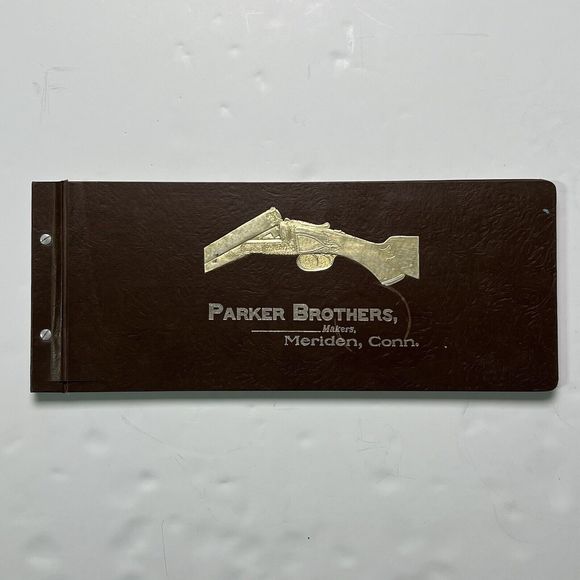 PARKER BROTHERS,
Makers,
Meriden, Conn.